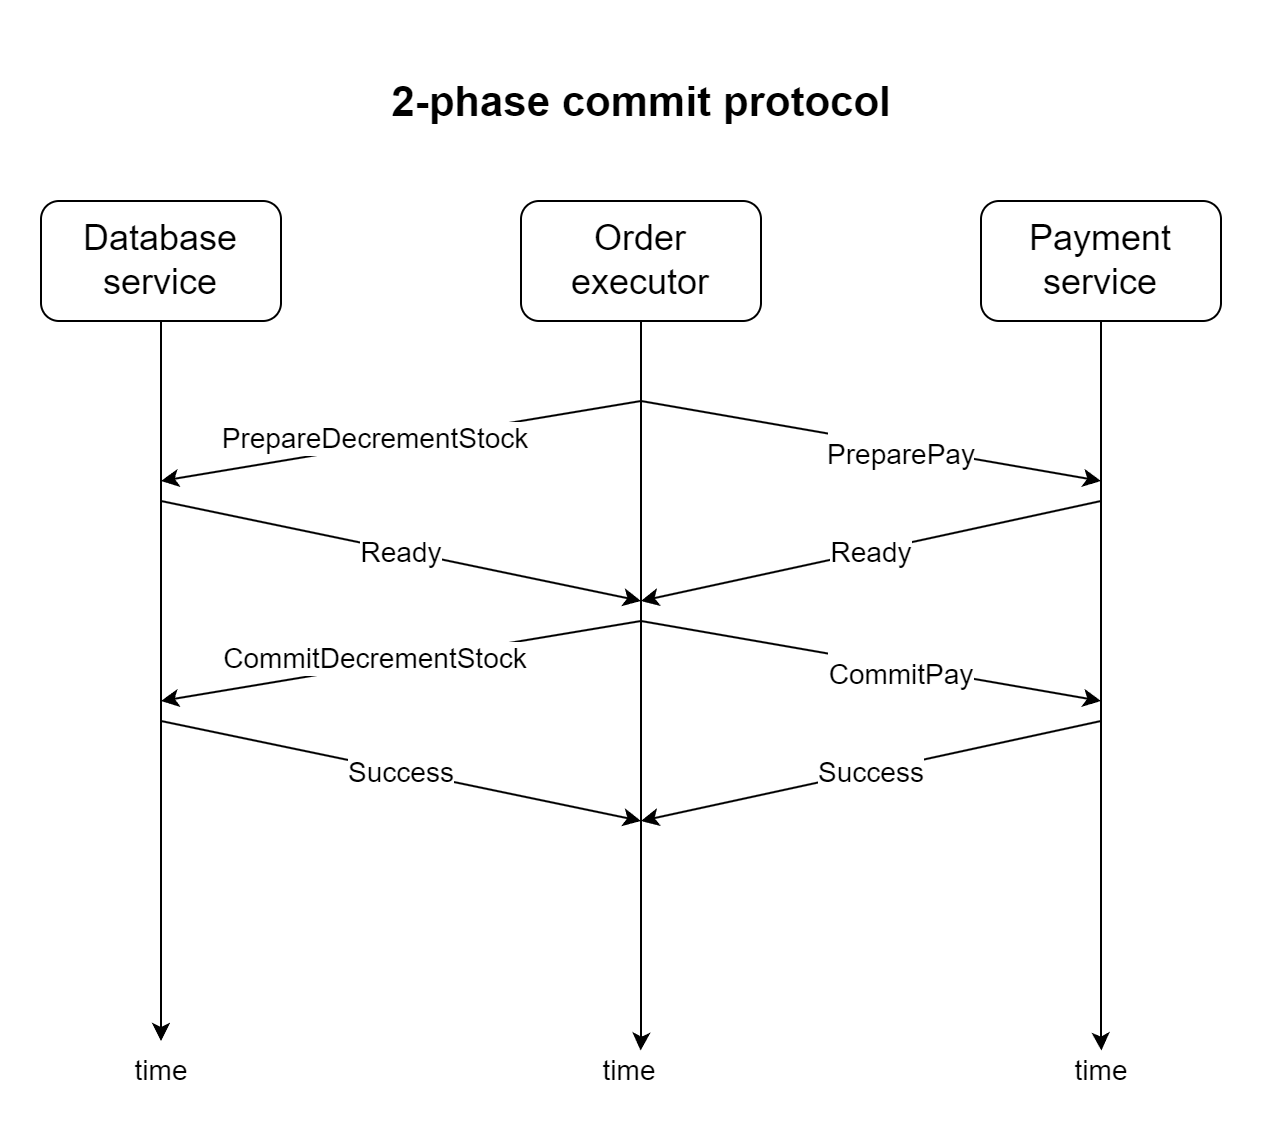 2-phase commit protocol
Database
service
Order
executor
Payment
service
PrepareDecrementStock
PreparePay
Ready
Ready
CommitDecrementStock
CommitPay
Success
Success
time
time
time